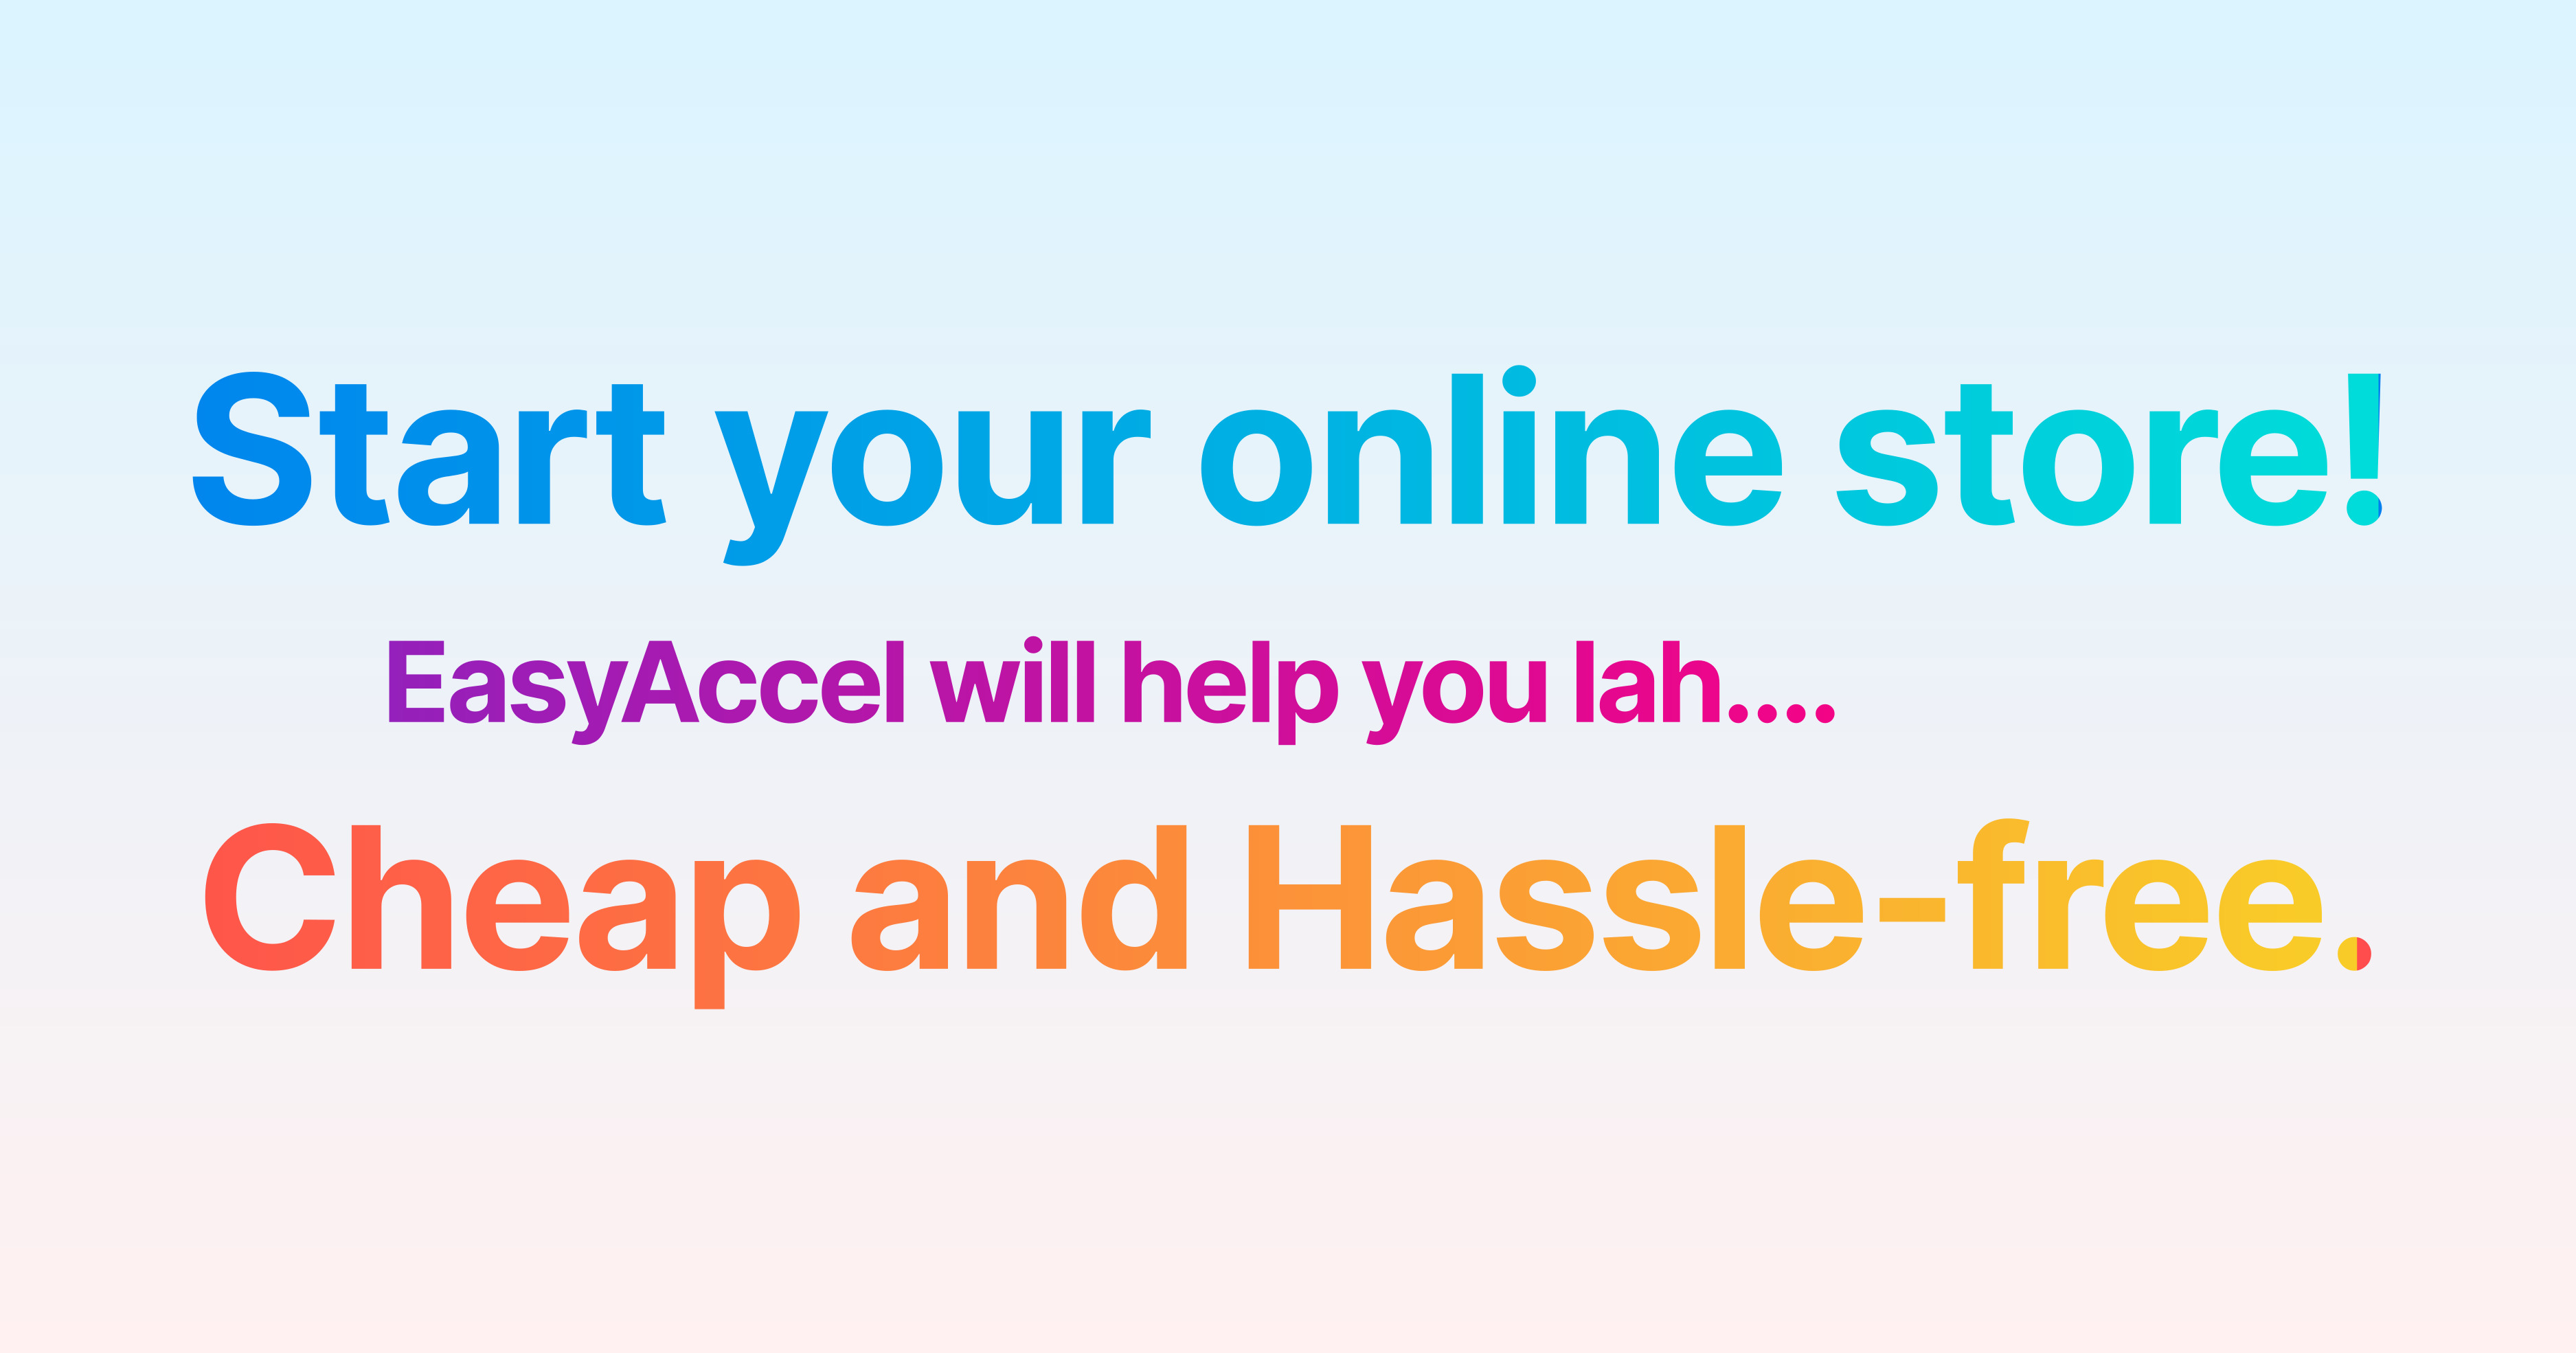 Start your online store!
EasyAccel will help you lah....
Cheap and Hassle-free.